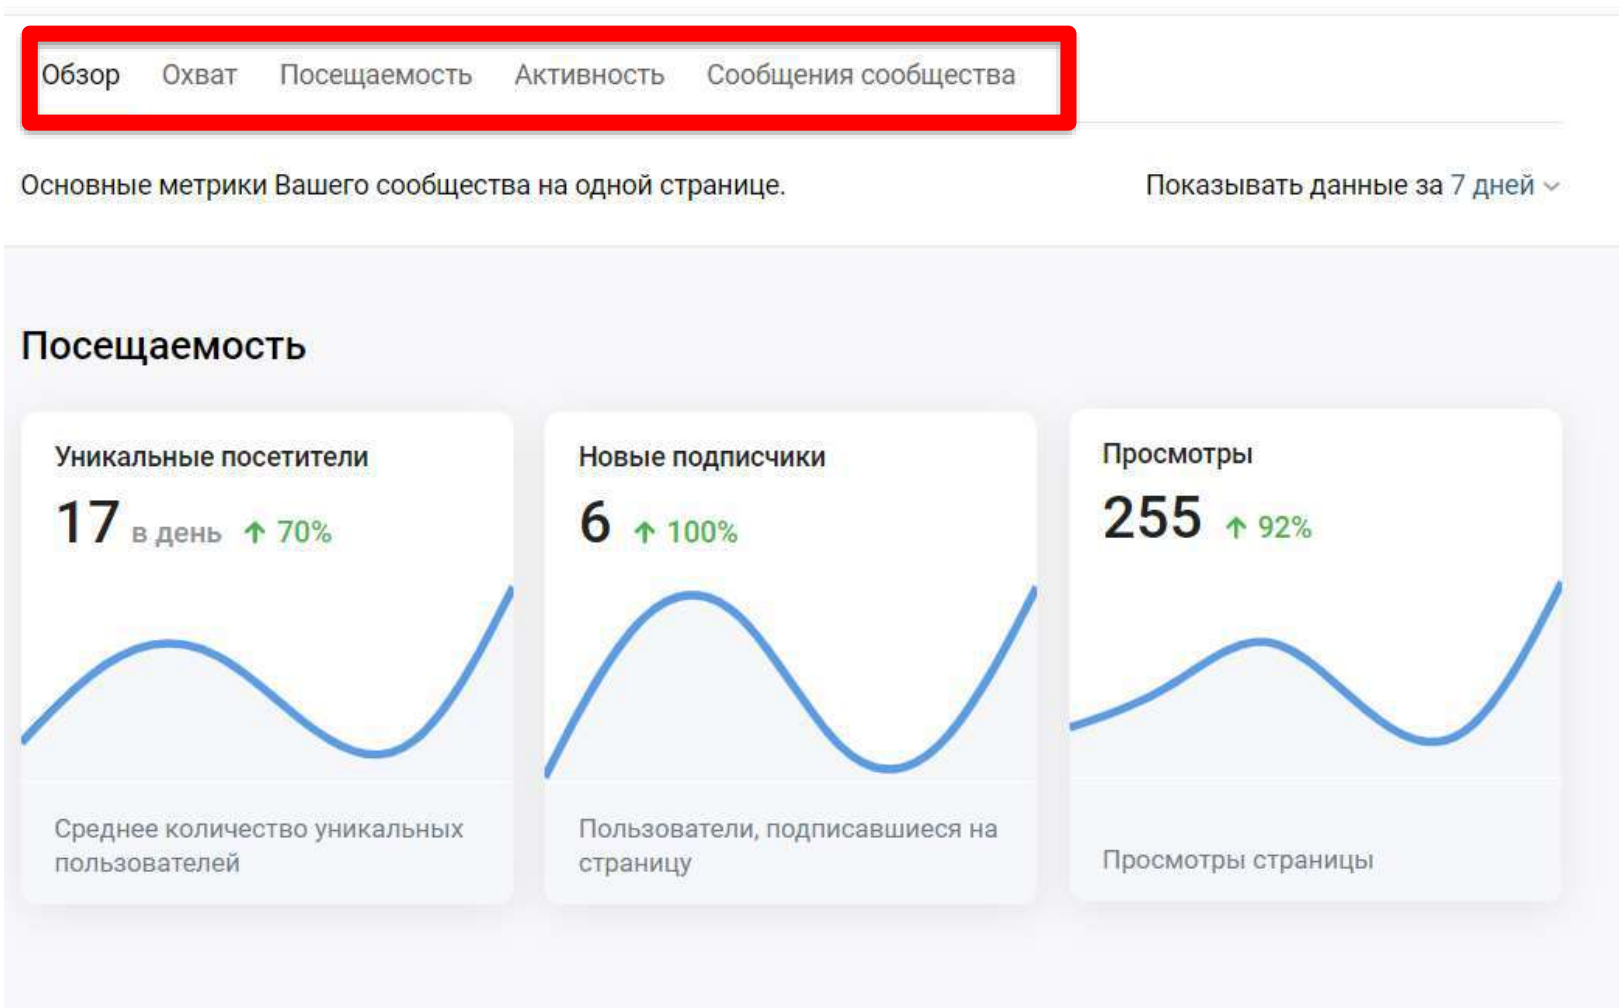 Обзор Охват Посещаемость Активность Сообщения сообщества
Основные метрики Вашего сообщества на одной странице.
Показывать данные за 7 дней
Посещаемость
Уникальные посетители
17 в день ↑ 70%
Среднее количество уникальных
пользователей
Новые подписчики
6 ↑ 100%
Пользователи, подписавшиеся на
страницу
Просмотры
255 ↑ 92%
Просмотры страницы